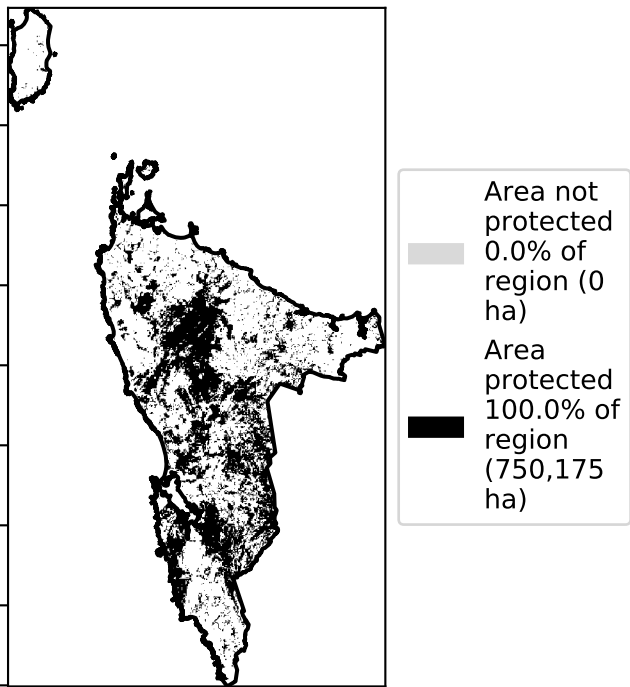 Area not
protected
0.0% of
region (0
ha)
Area
protected
100.0% of
region
(750,175
ha)